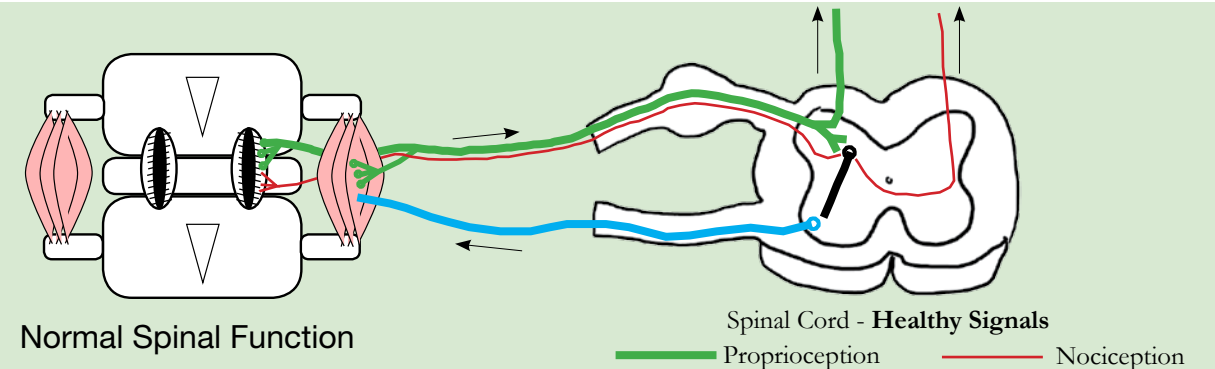 Normal Spinal Function
Spinal Cord - Healthy Signals
Proprioception
Nociception